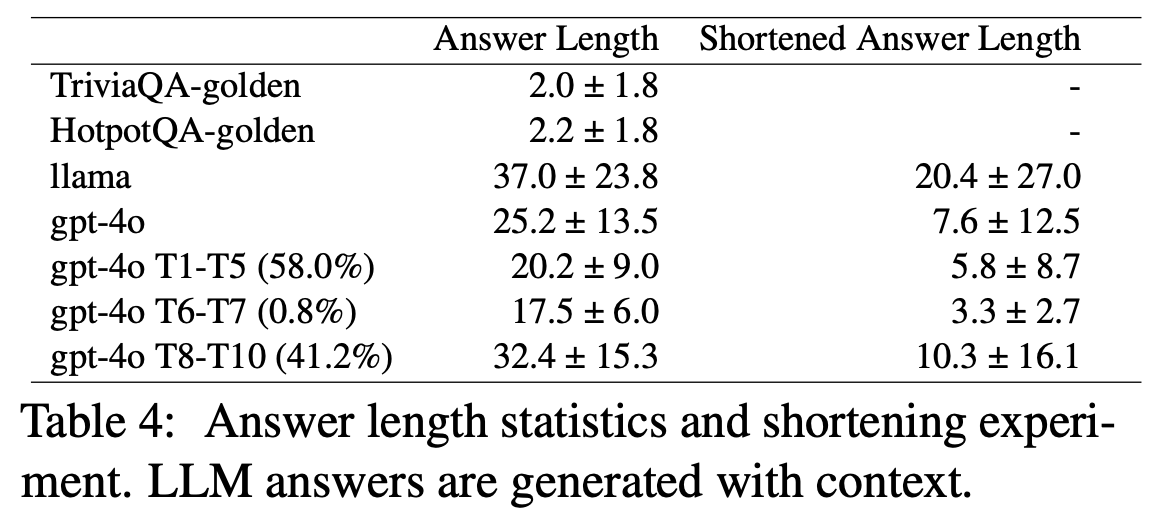 Answer Length Shortened Answer Length
TriviaQA-golden 2.0 ± 1.8 -
HotpotQA-golden 2.2 ± 1.8 -
llama 37.0 ± 23.8 20.4 ± 27.0
gpt-4o 25.2 ± 13.5 7.6 ± 12.5
gpt-4o T1-T5 (58.0%) 20.2 ± 9.0 5.8 ± 8.7
gpt-4o T6-T7 (0.8%) 17.5 ± 6.0 3.3 ± 2.7
gpt-4o T8-T10 (41.2%) 32.4 ± 15.3 10.3 ± 16.1
Table 4: Answer length statistics and shortening experi-
ment. LLM answers are generated with context.